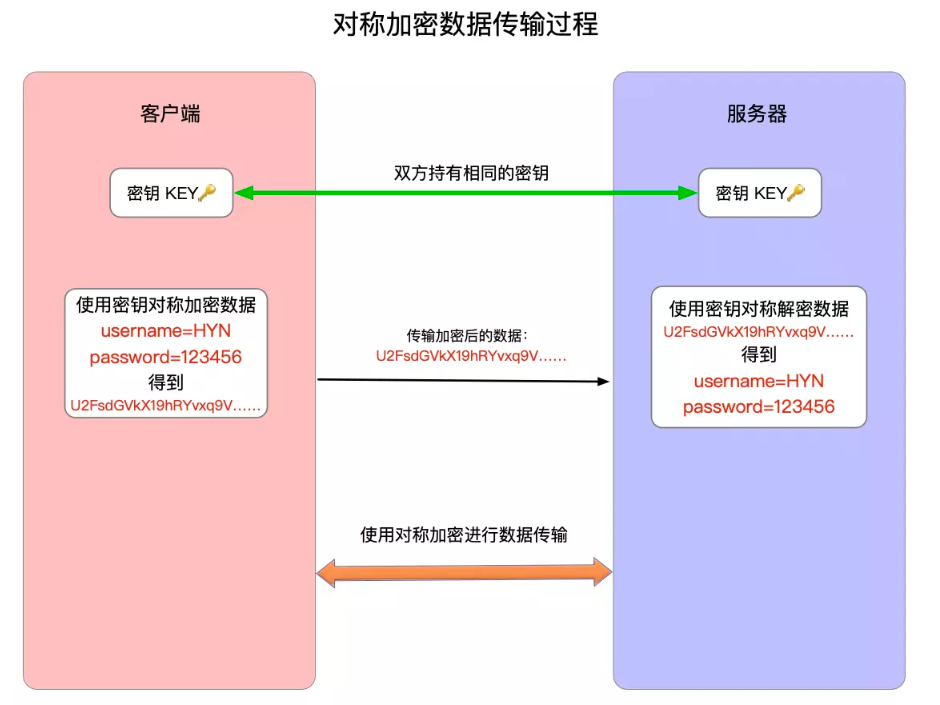 对称加密数据传输过程
客户端
服务器
双方持有相同的密钥
密钥 KEY🔑
密钥 KEY🔑
使用密钥对称加密数据
username=HYN
password=123456
得到
U2FsdGVkX19hRYvxq9V......
传输加密后的数据：
U2FsdGVkX19hRYvxq9V......
使用密钥对称解密数据
U2FsdGVkX19hRYvxq9V......
得到
username=HYN
password=123456
使用对称加密进行数据传输